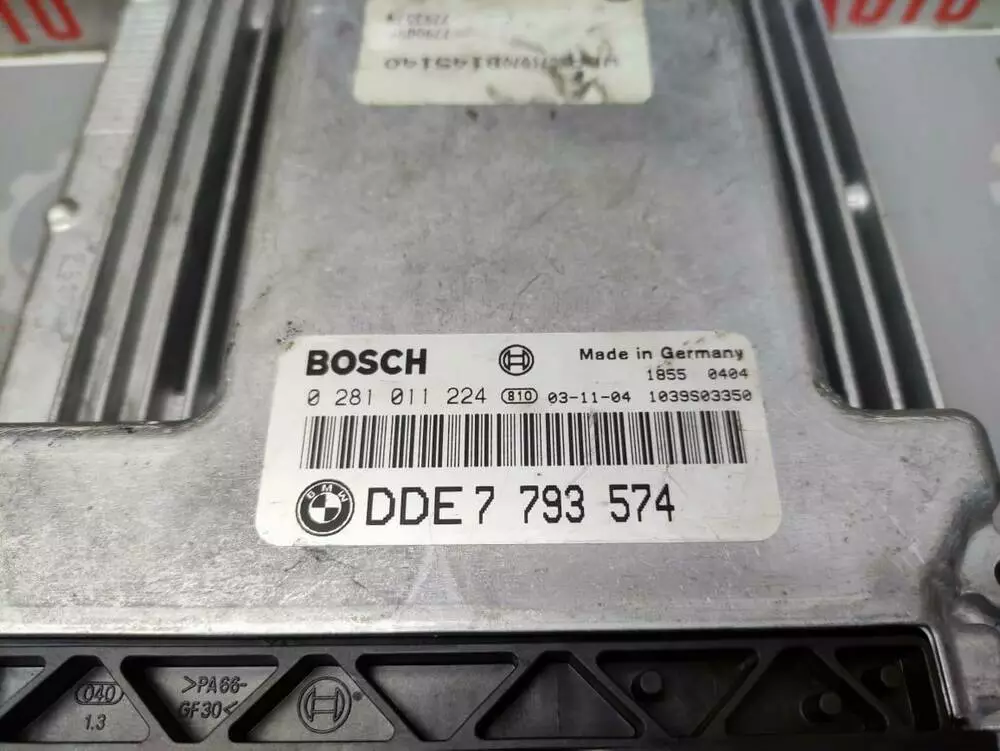 BOSCH
Made in Germany
1855 0404
0 281 011 224 810 03-11-04 1039S03350
BMW
DDE 7 793 574
040
1.3
>PA66-
GF30<